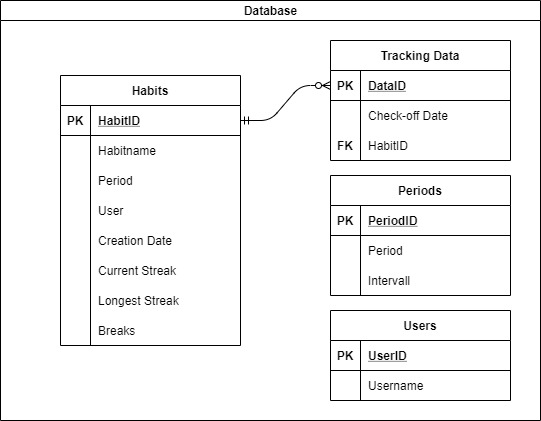 Database
Habits
PK HabitID
Habitname
Period
User
Creation Date
Current Streak
Longest Streak
Breaks
Tracking Data
PK DataID
Check-off Date
FK HabitID
Periods
PK PeriodID
Period
Intervall
Users
PK UserID
Username